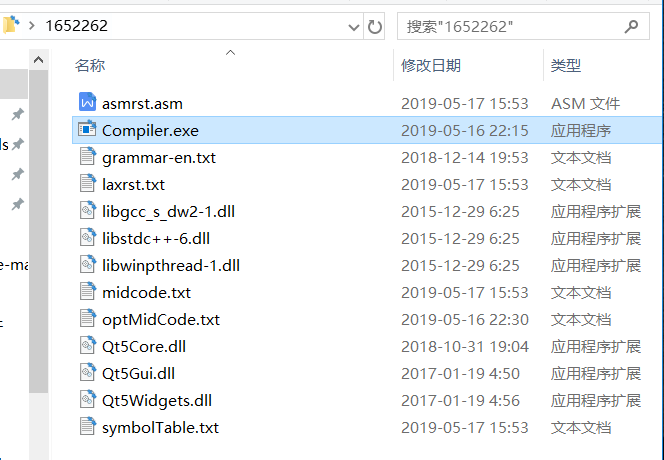 1652262
搜索"1652262"
名称 修改日期 类型
asmrst.asm 2019-05-17 15:53 ASM 文件
Compiler.exe 2019-05-16 22:15 应用程序
grammar-en.txt 2018-12-14 19:53 文本文档
laxrst.txt 2019-05-17 15:53 文本文档
libgcc_s_dw2-1.dll 2015-12-29 6:25 应用程序扩展
libstdc++-6.dll 2015-12-29 6:25 应用程序扩展
libwinpthread-1.dll 2015-12-29 6:25 应用程序扩展
midcode.txt 2019-05-17 15:53 文本文档
optMidCode.txt 2019-05-16 22:30 文本文档
Qt5Core.dll 2018-10-31 19:04 应用程序扩展
Qt5Gui.dll 2017-01-19 4:50 应用程序扩展
Qt5Widgets.dll 2017-01-19 4:56 应用程序扩展
symbolTable.txt 2019-05-17 15:53 文本文档